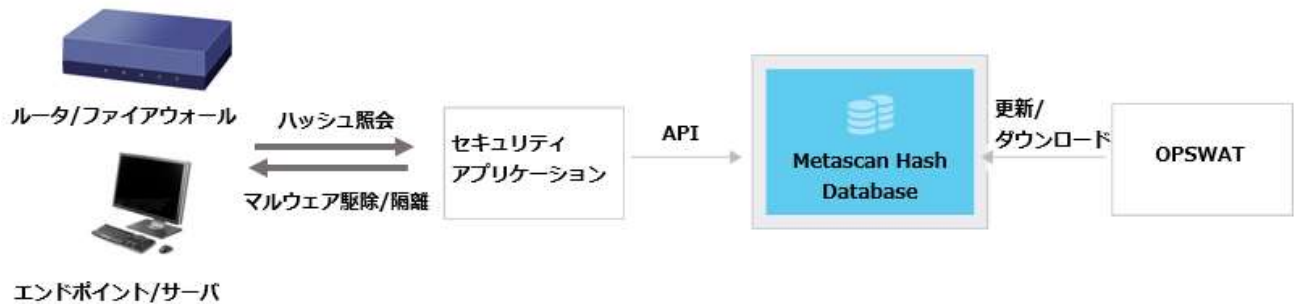 ルータ/ファイアウォール
エンドポイント/サーバ
ハッシュ照会
マルウェア駆除/隔離
セキュリティ
アプリケーション
API
Metascan Hash
Database
更新/
ダウンロード
OPSWAT